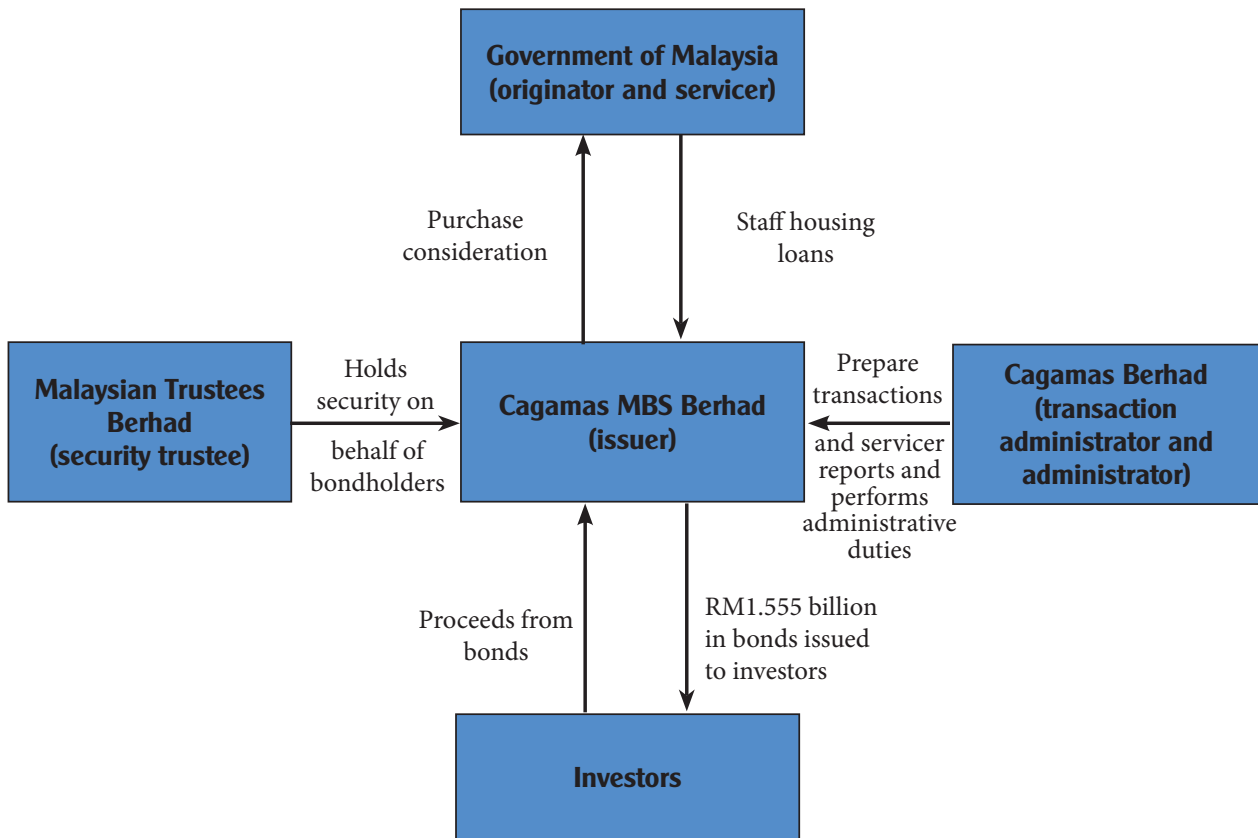 Government of Malaysia
(originator and servicer)
Purchase
consideration
Staff housing
loans
Malaysian Trustees
Berhad
(security trustee)
Holds
security on
behalf of
bondholders
Cagamas MBS Berhad
(issuer)
Prepare
transactions
and servicer
reports and
performs
administrative
duties
Cagamas Berhad
(transaction
administrator and
administrator)
Proceeds from
bonds
RM1.555 billion
in bonds issued
to investors
Investors